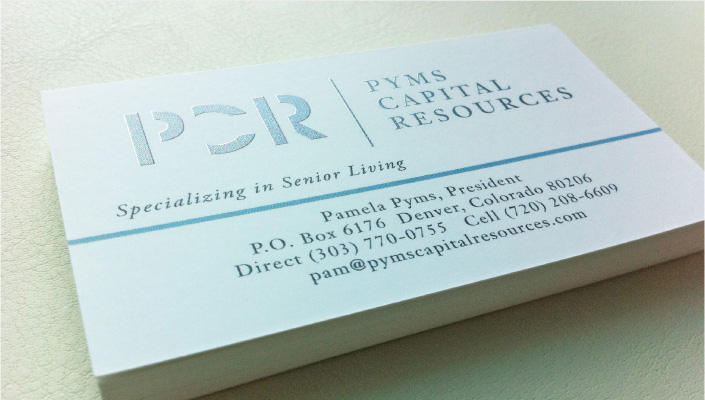 PCR
PYMS
CAPITAL
RESOURCES
Specializing in Senior Living
Pamela Pyms, President
P.O. Box 6176 Denver, Colorado 80206
Direct (303) 770-0755 Cell (720) 208-6609
pam@pymscapitalresources.com